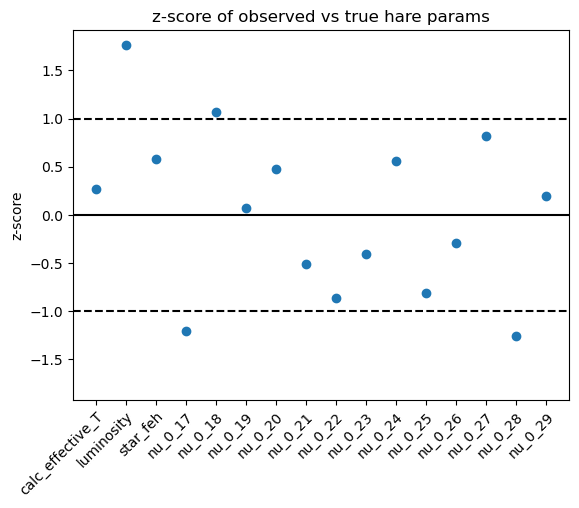 z-score of observed vs true hare params
z-score
1.5
1.0
0.5
0.0
−0.5
−1.0
−1.5
calc_effective_T
luminosity
star_feh
nu_0_17
nu_0_18
nu_0_19
nu_0_20
nu_0_21
nu_0_22
nu_0_23
nu_0_24
nu_0_25
nu_0_26
nu_0_27
nu_0_28
nu_0_29